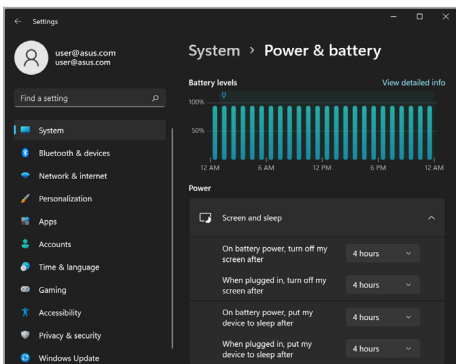 Settings
user@asus.com
user@asus.com
Find a setting
System
Bluetooth & devices
Network & internet
Personalization
Apps
Accounts
Time & language
Gaming
Accessibility
Privacy & security
Windows Update
System > Power & battery
Battery levels
View detailed info
100%
50%
12 AM 6 AM 12 PM 6 PM 12 AM
Power
Screen and sleep
On battery power, turn off my
screen after
4 hours
When plugged in, turn off my
screen after
4 hours
On battery power, put my
device to sleep after
4 hours
When plugged in, put my
device to sleep after
4 hours